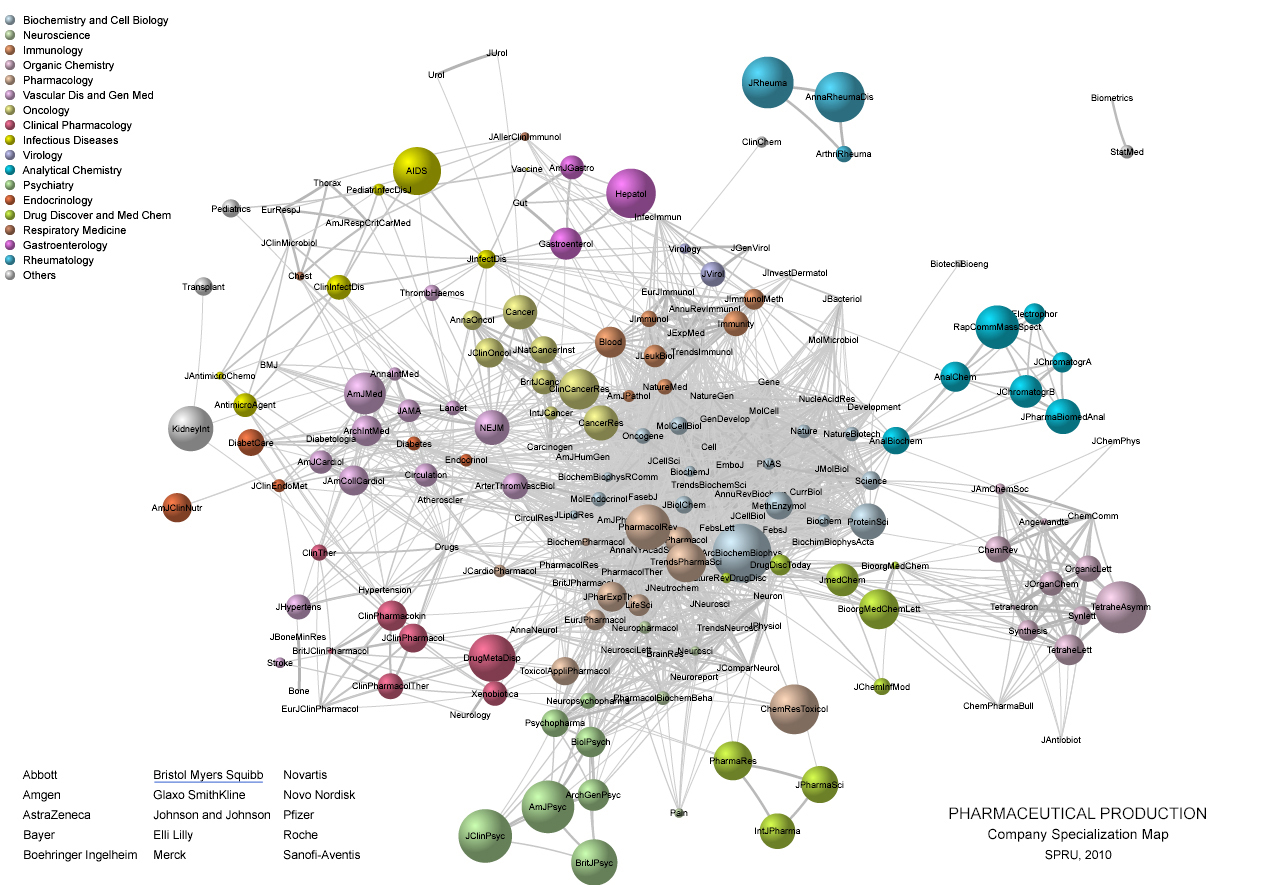 Biochemistry and Cell Biology
Neuroscience
Immunology
Organic Chemistry
Pharmacology
Vascular Dis and Gen Med
Oncology
Clinical Pharmacology
Infectious Diseases
Virology
Analytical Chemistry
Psychiatry
Endocrinology
Drug Discover and Med Chem
Respiratory Medicine
Gastroenterology
Rheumatology
Others
JUrol
Urol
JRheuma
AnnaRheumaDis
ArthriRheuma
Biometrics
StatMed
ClinChem
JAllerClinImmunol
Vaccine
AmJGastro
AIDS
Hepatol
Thorax
PediatrInfecDisJ
Pediatrics
EurRespJ
AmJRespCritCarMed
Gut
InfecImmun
JClinMicrobiol
Gastroenterol
Virology
JGenVirol
JInfectDis
BiotechBioeng
JVirol
JInvestDermatol
Chest
Transplant
ClinInfectDis
ThrombHaemos
EurJImmunol
JImmunolMeth
JBacteriol
AnnuRevImmunol
Cancer
AnnaOncol
JImmunol
Immunity
Electrophor
RapCommMassSpect
JExpMed
Blood
MolMicrobiol
JClinOncol
JNatCancerInst
JLeukBiol
TrendsImmunol
JChromatogrA
BMJ
JAntimicroChemo
AnnaIntMed
AnalChem
BritJCanc
ClinCancerRes
NatureMed
Gene
AmJMed
AmJPathol
NatureGen
JChromatogrB
NucleAcidRes
AntimicroAgent
JAMA
Lancet
IntJCancer
MolCell
Development
CancerRes
GenDevelop
JPharmaBiomedAnal
KidneyInt
ArchIntMed
NEJM
MolCellBiol
Oncogene
Nature
NatureBiotech
DiabetCare
Diabetologia
Diabetes
Carcinogen
Cell
AnalBiochem
JChemPhys
AmJCardiol
Endocrinol
AmJHumGen
JCellSci
EmboJ
PNAS
JMolBiol
JAmCollCardiol
Circulation
BiochemBiophysRComm
BiochemJ
Science
JClinEndoMet
ArterThromVascBiol
TrendsBiochemSci
JAmChemSoc
Atheroscler
MolEndocrinol
FasebJ
CurrBiol
AmJClinNutr
JBiolChem
MethEnzymol
CirculRes
JLipidRes
JCellBiol
Biochem
ProteinSci
Angewandte
ChemComm
PharmacolRev
FebsLett
FebsJ
Drugs
BiochemPharmacol
BiochimBiophysActa
ClinTher
ArcBiochemBiophys
ChemRev
JCardioPharmacol
PharmacolRes
TrendsPharmaSci
DrugDiscToday
BioorgMedChem
OrganicLett
PharmacolTher
JmedChem
JOrganChem
Hypertension
BritJPharmacol
JNeutrochem
Neuron
JHypertens
JPharExpTh
LifeSci
JNeurosci
BioorgMedChemLett
Tetrahedron
TetraheAsymm
ClinPharmacokin
EurJPharmacol
Synlett
JBoneMinRes
JClinPharmacol
AnnaNeurol
Neuropharmacol
TrendsNeurosci
JPhysiol
Synthesis
BritJClinPharmacol
NeurosciLett
BrainRes
Neurosci
TetraheLett
Stroke
DrugMetaDisp
ToxicolAppliPharmacol
JComparNeurol
Neuroreport
Bone
ClinPharmacolTher
Xenobiotica
JChemInfMod
EurJClinPharmacol
Neuropsychopharma
PharmacolBiochemBeha
ChemResToxicol
ChemPharmaBull
Neurology
Psychopharma
BiolPsych
JAntiobiot
PharmaRes
JPharmaSci
AmJPsyc
ArchGenPsyc
Pain
JClinPsyc
IntJPharma
BritJPsyc
Abbott
Amgen
AstraZeneca
Bayer
Boehringer Ingelheim
Bristol Myers Squibb
Glaxo SmithKline
Johnson and Johnson
Elli Lilly
Merck
Novartis
Novo Nordisk
Pfizer
Roche
Sanofi-Aventis
PHARMACEUTICAL PRODUCTION
Company Specialization Map
SPRU, 2010